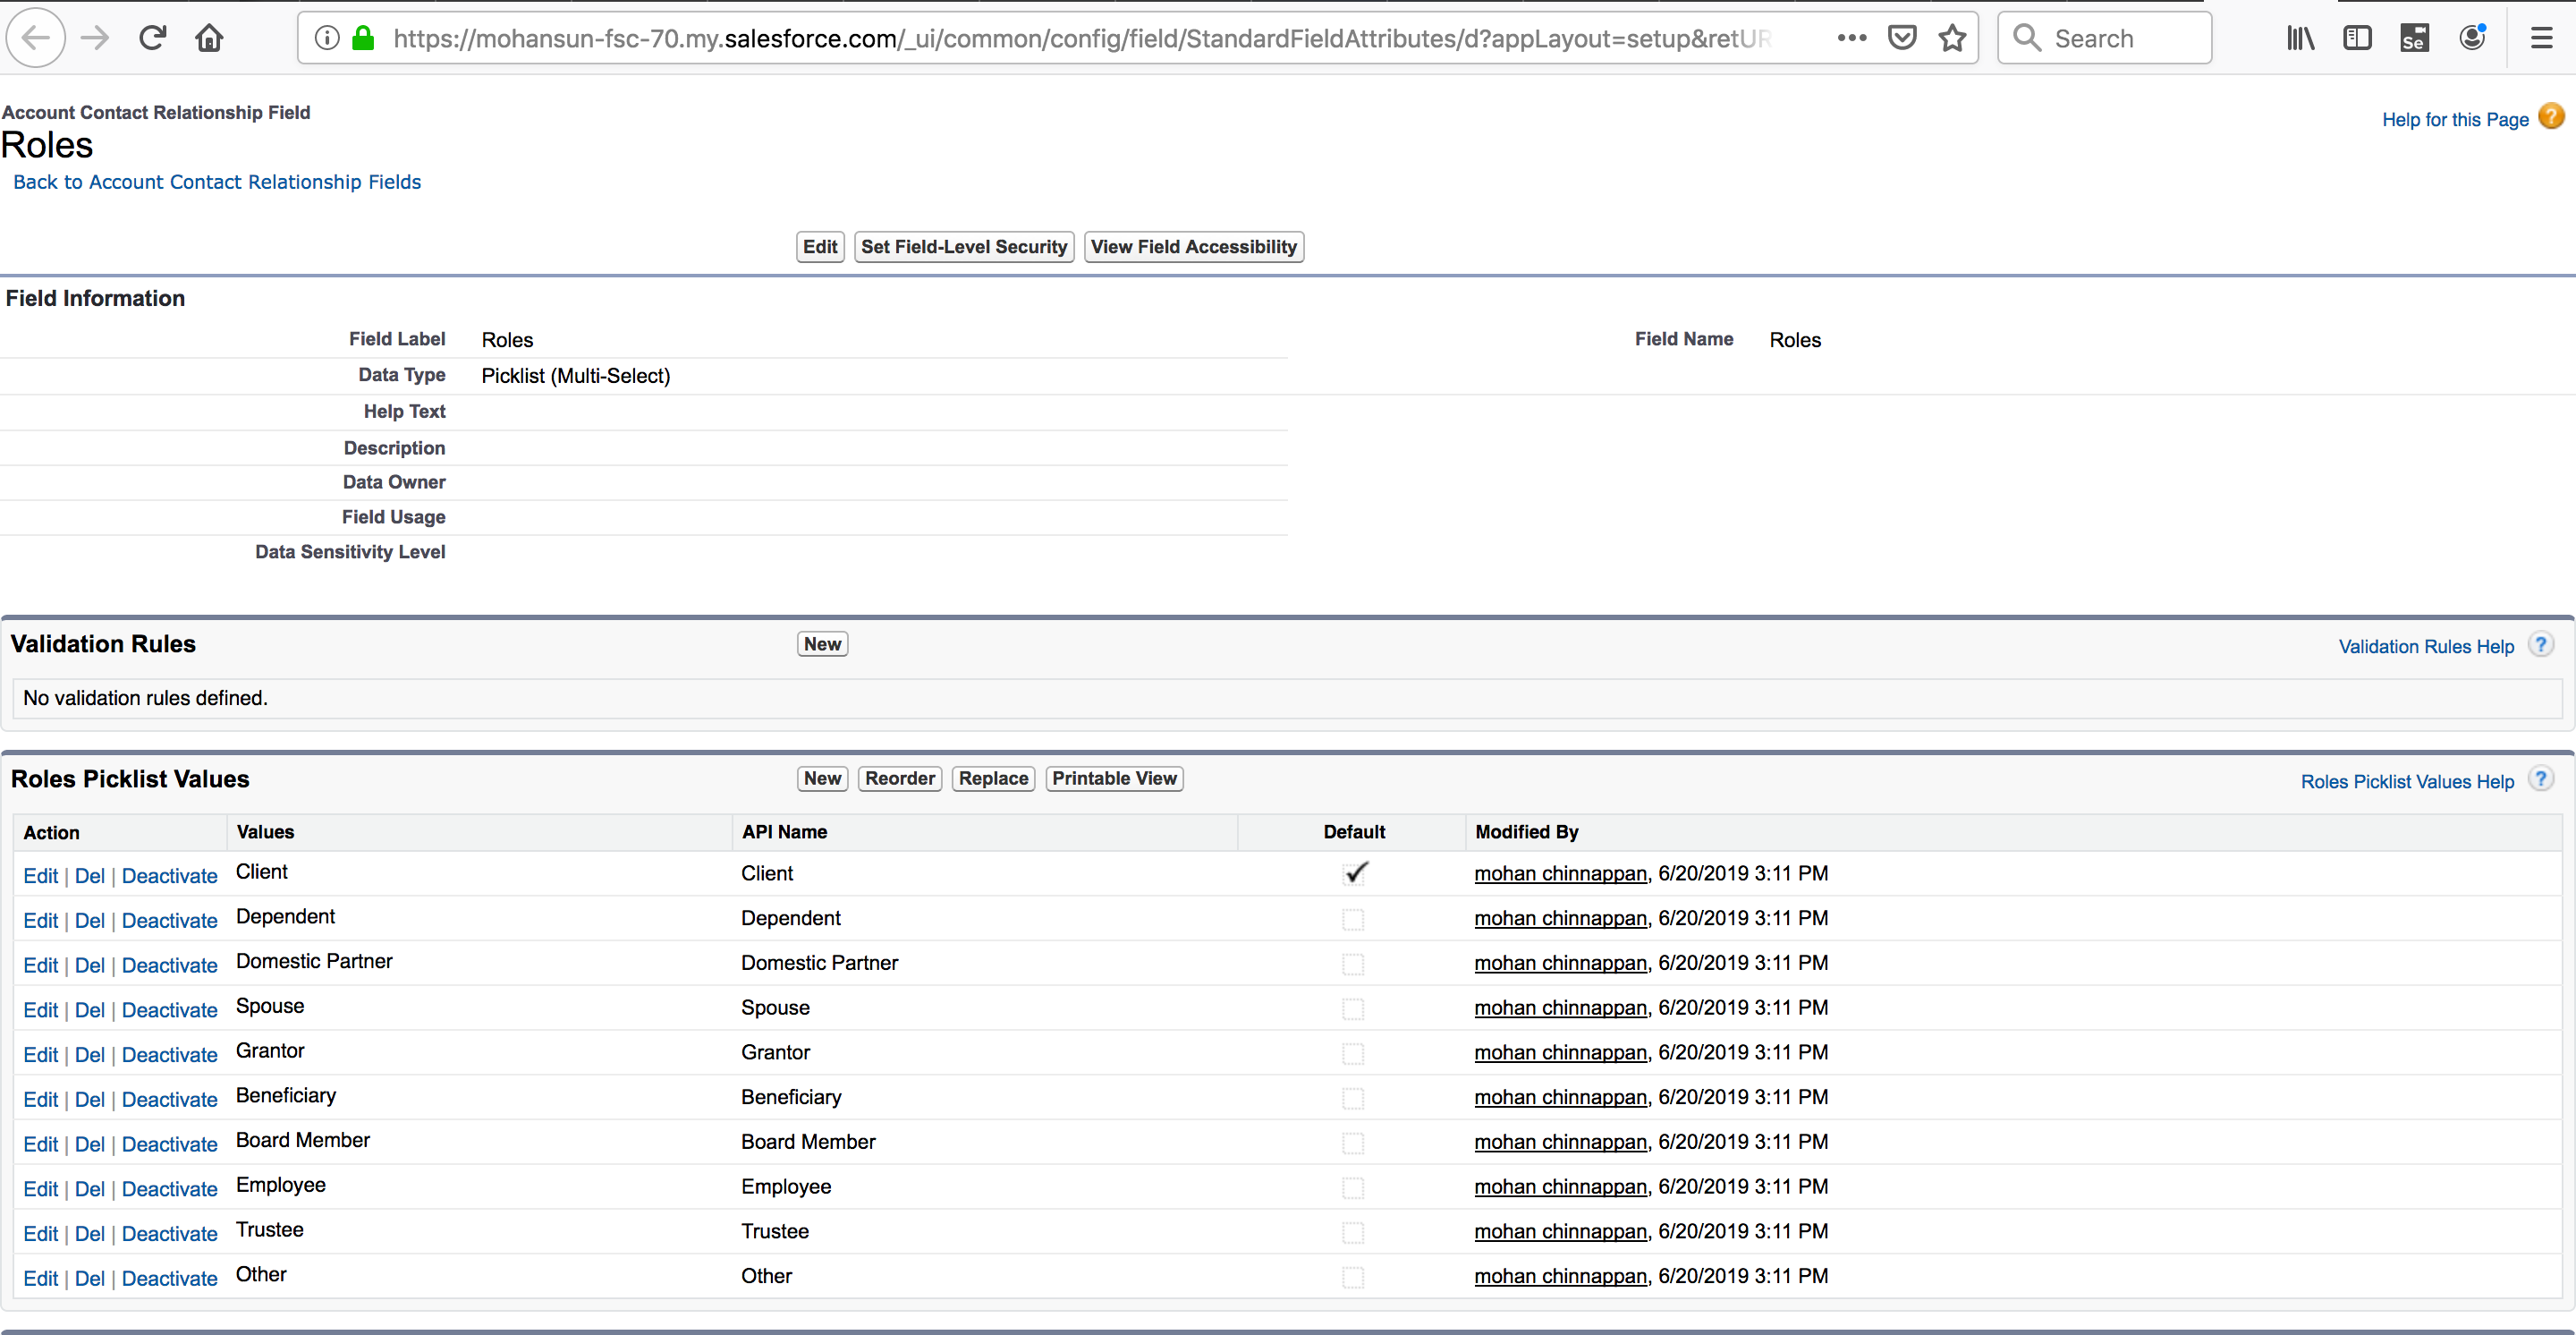 https://mohansun-fsc-70.my.salesforce.com/_ui/common/config/field/StandardFieldAttributes/d?appLayout=setup&retUR
Search
Se
Account Contact Relationship Field
Help for this Page ?
Roles
Back to Account Contact Relationship Fields
Edit Set Field-Level Security View Field Accessibility
Field Information
Field Label Roles Field Name Roles
Data Type Picklist (Multi-Select)
Help Text
Description
Data Owner
Field Usage
Data Sensitivity Level
Validation Rules New Validation Rules Help ?
No validation rules defined.
Roles Picklist Values New Reorder Replace Printable View Roles Picklist Values Help ?
Action Values API Name Default Modified By
Edit | Del | Deactivate Client Client mohan chinnappan, 6/20/2019 3:11 PM
Edit | Del | Deactivate Dependent Dependent mohan chinnappan, 6/20/2019 3:11 PM
Edit | Del | Deactivate Domestic Partner Domestic Partner mohan chinnappan, 6/20/2019 3:11 PM
Edit | Del | Deactivate Spouse Spouse mohan chinnappan, 6/20/2019 3:11 PM
Edit | Del | Deactivate Grantor Grantor mohan chinnappan, 6/20/2019 3:11 PM
Edit | Del | Deactivate Beneficiary Beneficiary mohan chinnappan, 6/20/2019 3:11 PM
Edit | Del | Deactivate Board Member Board Member mohan chinnappan, 6/20/2019 3:11 PM
Edit | Del | Deactivate Employee Employee mohan chinnappan, 6/20/2019 3:11 PM
Edit | Del | Deactivate Trustee Trustee mohan chinnappan, 6/20/2019 3:11 PM
Edit | Del | Deactivate Other Other mohan chinnappan, 6/20/2019 3:11 PM